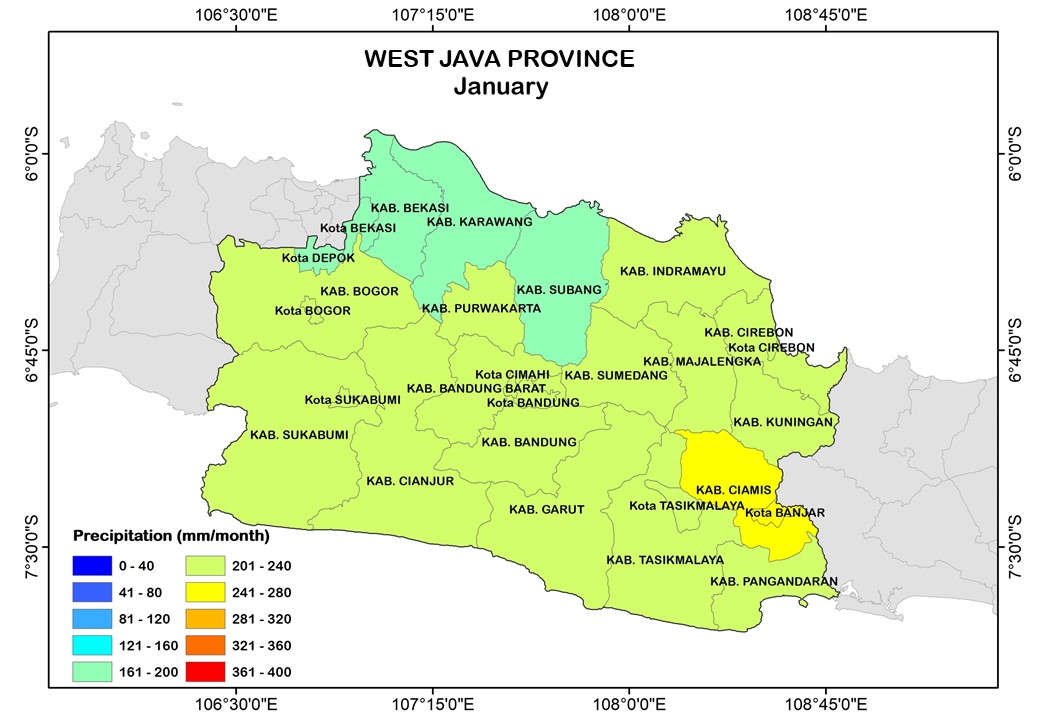 106°30'0"E 107°15'0"E 108°00'0"E 108°45'0"E
WEST JAVA PROVINCE
January
6°0'0"S 6°0'0"S
KAB. BEKASI
KAB. KARAWANG
Kota BEKASI
Kota DEPOK
KAB. INDRAMAYU
KAB. BOGOR
KAB. SUBANG
Kota BOGOR
KAB. PURWAKARTA
KAB. CIREBON
Kota CIREBON
6°45'0"S 6°45'0"S
KAB. MAJALENGKA
Kota CIMAHI
KAB. SUMEDANG
KAB. BANDUNG BARAT
Kota SUKABUMI
Kota BANDUNG
KAB. KUNINGAN
KAB. SUKABUMI
KAB. BANDUNG
KAB. CIANJUR
KAB. CIAMIS
Kota TASIKMALAYA
KAB. GARUT
Kota BANJAR
7°30'0"S 7°30'0"S
KAB. TASIKMALAYA
KAB. PANGANDARAN
Precipitation (mm/month)
0 - 40 201 - 240
41 - 80 241 - 280
81 - 120 281 - 320
121 - 160 321 - 360
161 - 200 361 - 400
106°30'0"E 107°15'0"E 108°00'0"E 108°45'0"E